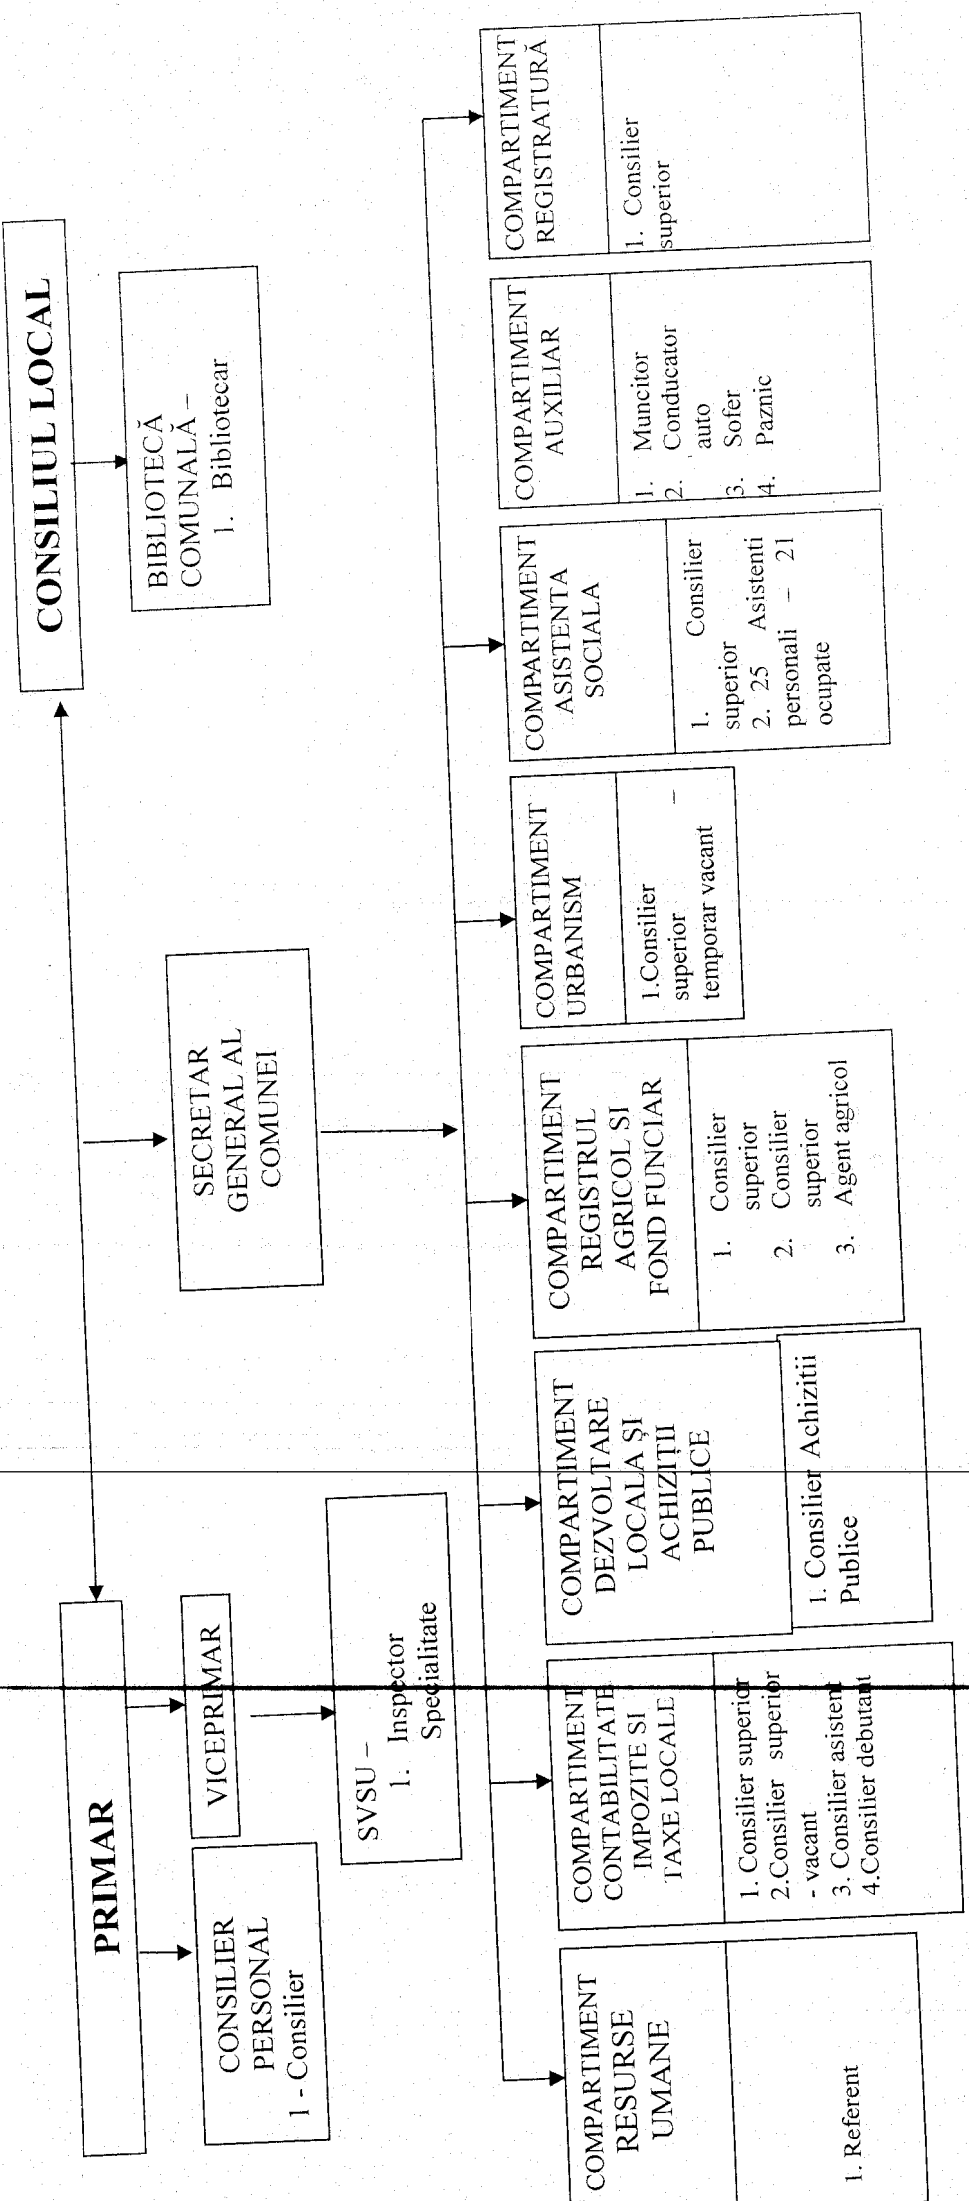 PRIMAR
CONSILIUL LOCAL
CONSILIER
PERSONAL
1 - Consilier
VICEPRIMAR
SVSU –
1. Inspector
Specialitate
SECRETAR
GENERAL AL
COMUNEI
BIBLIOTECĂ
COMUNALĂ –
1. Bibliotecar
COMPARTIMENT
RESURSE
UMANE
1. Referent
COMPARTIMENT
CONTABILITATE
IMPOZITE SI
TAXE LOCALE
1. Consilier superior
2.Consilier superior
- vacant
3. Consilier asistent
4.Consilier debutant
COMPARTIMENT
DEZVOLTARE
LOCALA ȘI
ACHIZIȚII
PUBLICE
1. Consilier Achizitii
Publice
COMPARTIMENT
REGISTRUL
AGRICOL SI
FOND FUNCIAR
1. Consilier
superior
2. Consilier
superior
3. Agent agricol
COMPARTIMENT
URBANISM
1.Consilier
superior –
temporar vacant
COMPARTIMENT
ASISTENTA
SOCIALA
1. Consilier
superior
2. 25 Asistenti
personali – 21
ocupate
COMPARTIMENT
AUXILIAR
1. Muncitor
2. Conducator
auto
3. Sofer
4. Paznic
COMPARTIMENT
REGISTRATURĂ
1. Consilier
superior